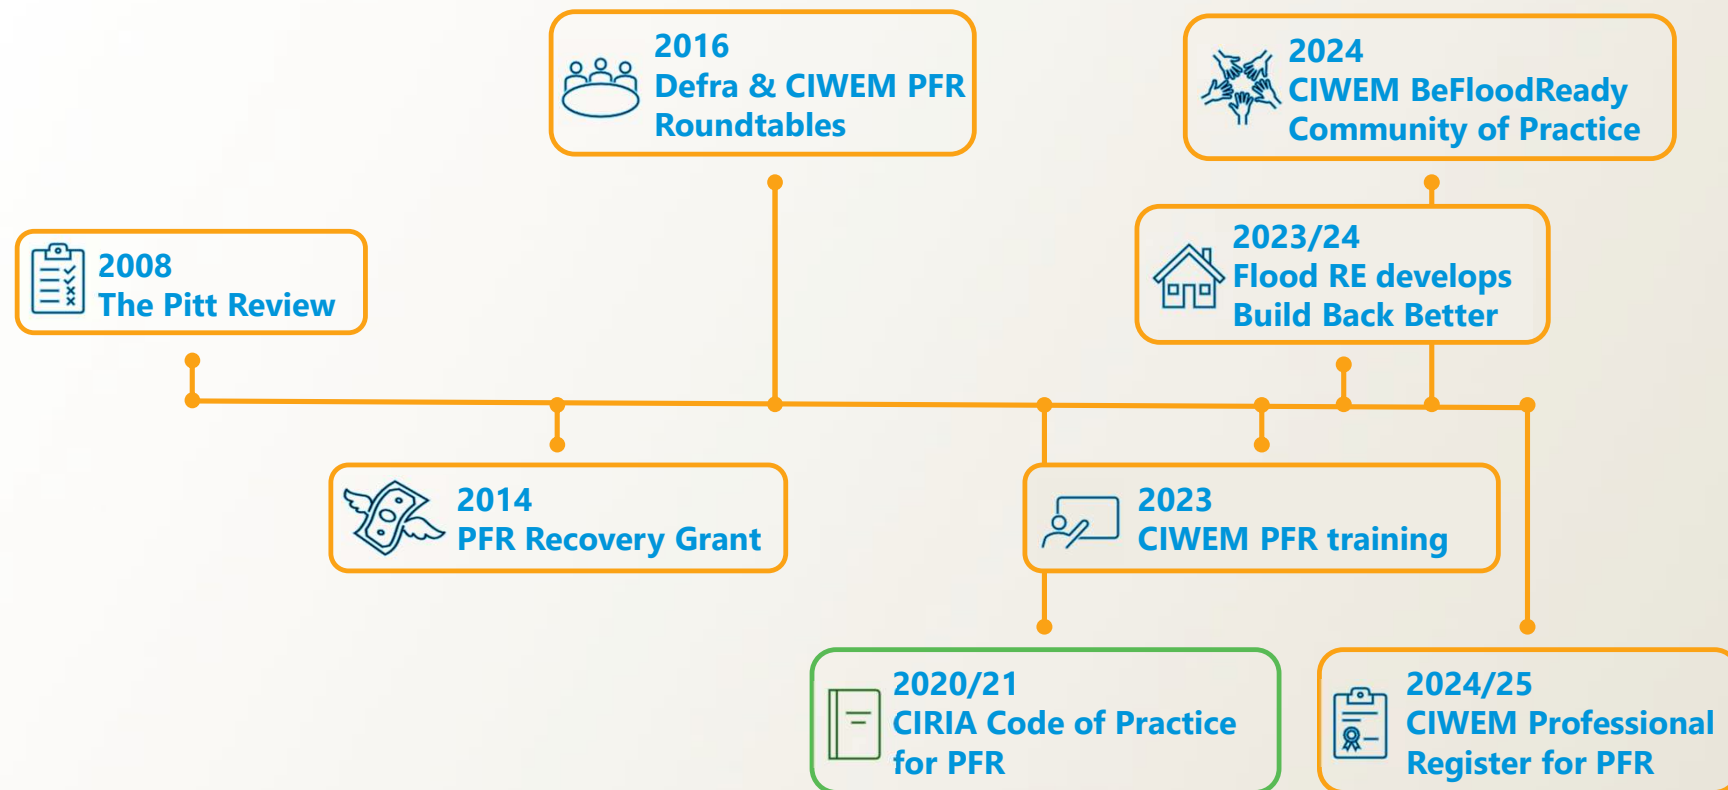 2016
Defra & CIWEM PFR
Roundtables
2024
CIWEM BeFloodReady
Community of Practice
2008
The Pitt Review
2023/24
Flood RE develops
Build Back Better
2014
PFR Recovery Grant
2023
CIWEM PFR training
2020/21
CIRIA Code of Practice
for PFR
2024/25
CIWEM Professional
Register for PFR